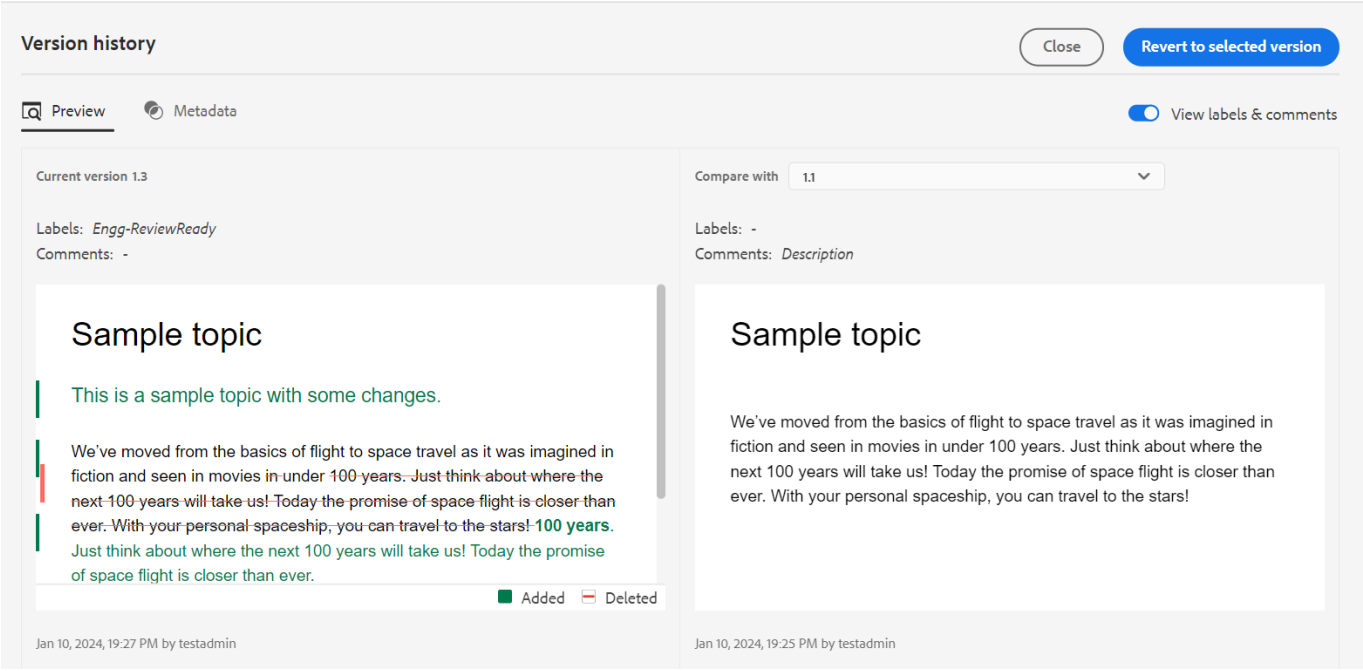 Version history
Close
Revert to selected version
Preview
Metadata
View labels & comments
Current version 1.3
Labels: Engg-ReviewReady
Comments: -
Sample topic
This is a sample topic with some changes.
We've moved from the basics of flight to space travel as it was imagined in
fiction and seen in movies in under 100 years. Just think about where the
next 100 years will take us! Today the promise of space flight is closer than
ever. With your personal spaceship, you can travel to the stars! 100 years.
Just think about where the next 100 years will take us! Today the promise
of space flight is closer than ever.
Added
Deleted
Jan 10, 2024, 19:27 PM by testadmin
Compare with 1.1
Labels: -
Comments: Description
Sample topic
We've moved from the basics of flight to space travel as it was imagined in
fiction and seen in movies in under 100 years. Just think about where the
next 100 years will take us! Today the promise of space flight is closer than
ever. With your personal spaceship, you can travel to the stars!
Jan 10, 2024, 19:25 PM by testadmin